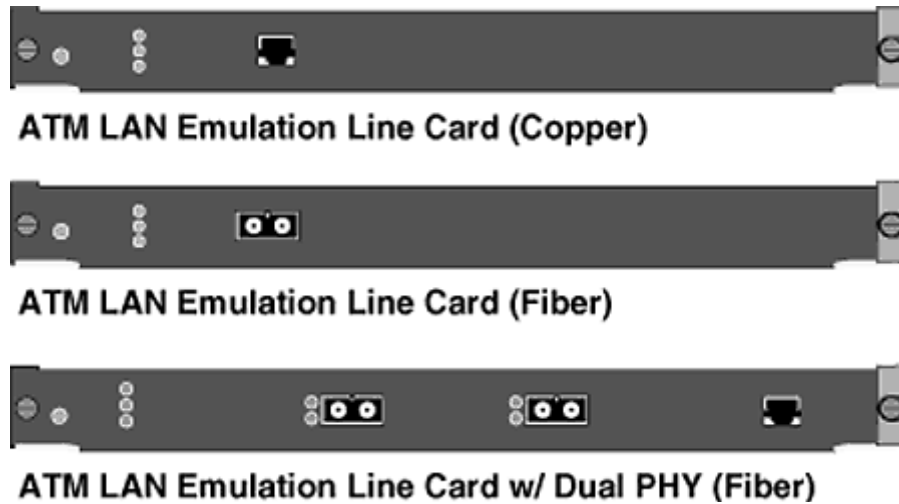 ATM LAN Emulation Line Card (Copper)
ATM LAN Emulation Line Card (Fiber)
ATM LAN Emulation Line Card w/ Dual PHY (Fiber)